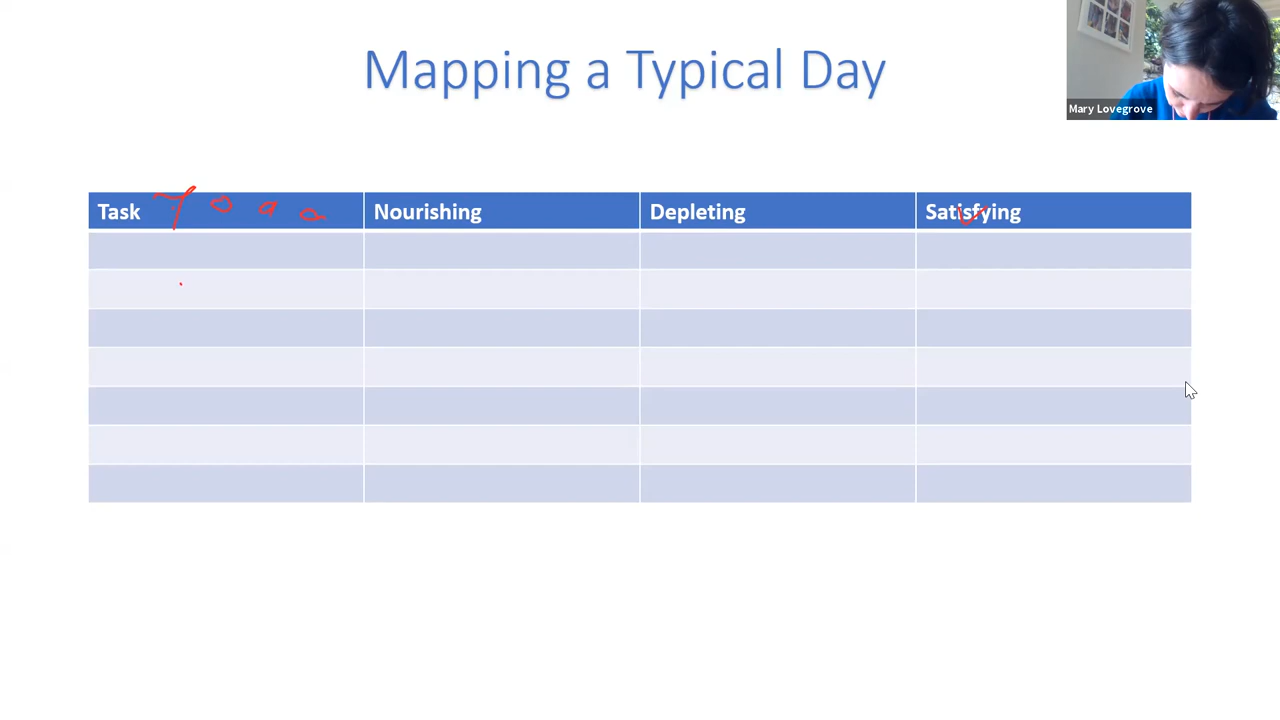 Mapping a Typical Day
Mary Lovegrove
Task Nourishing Depleting Satisfying